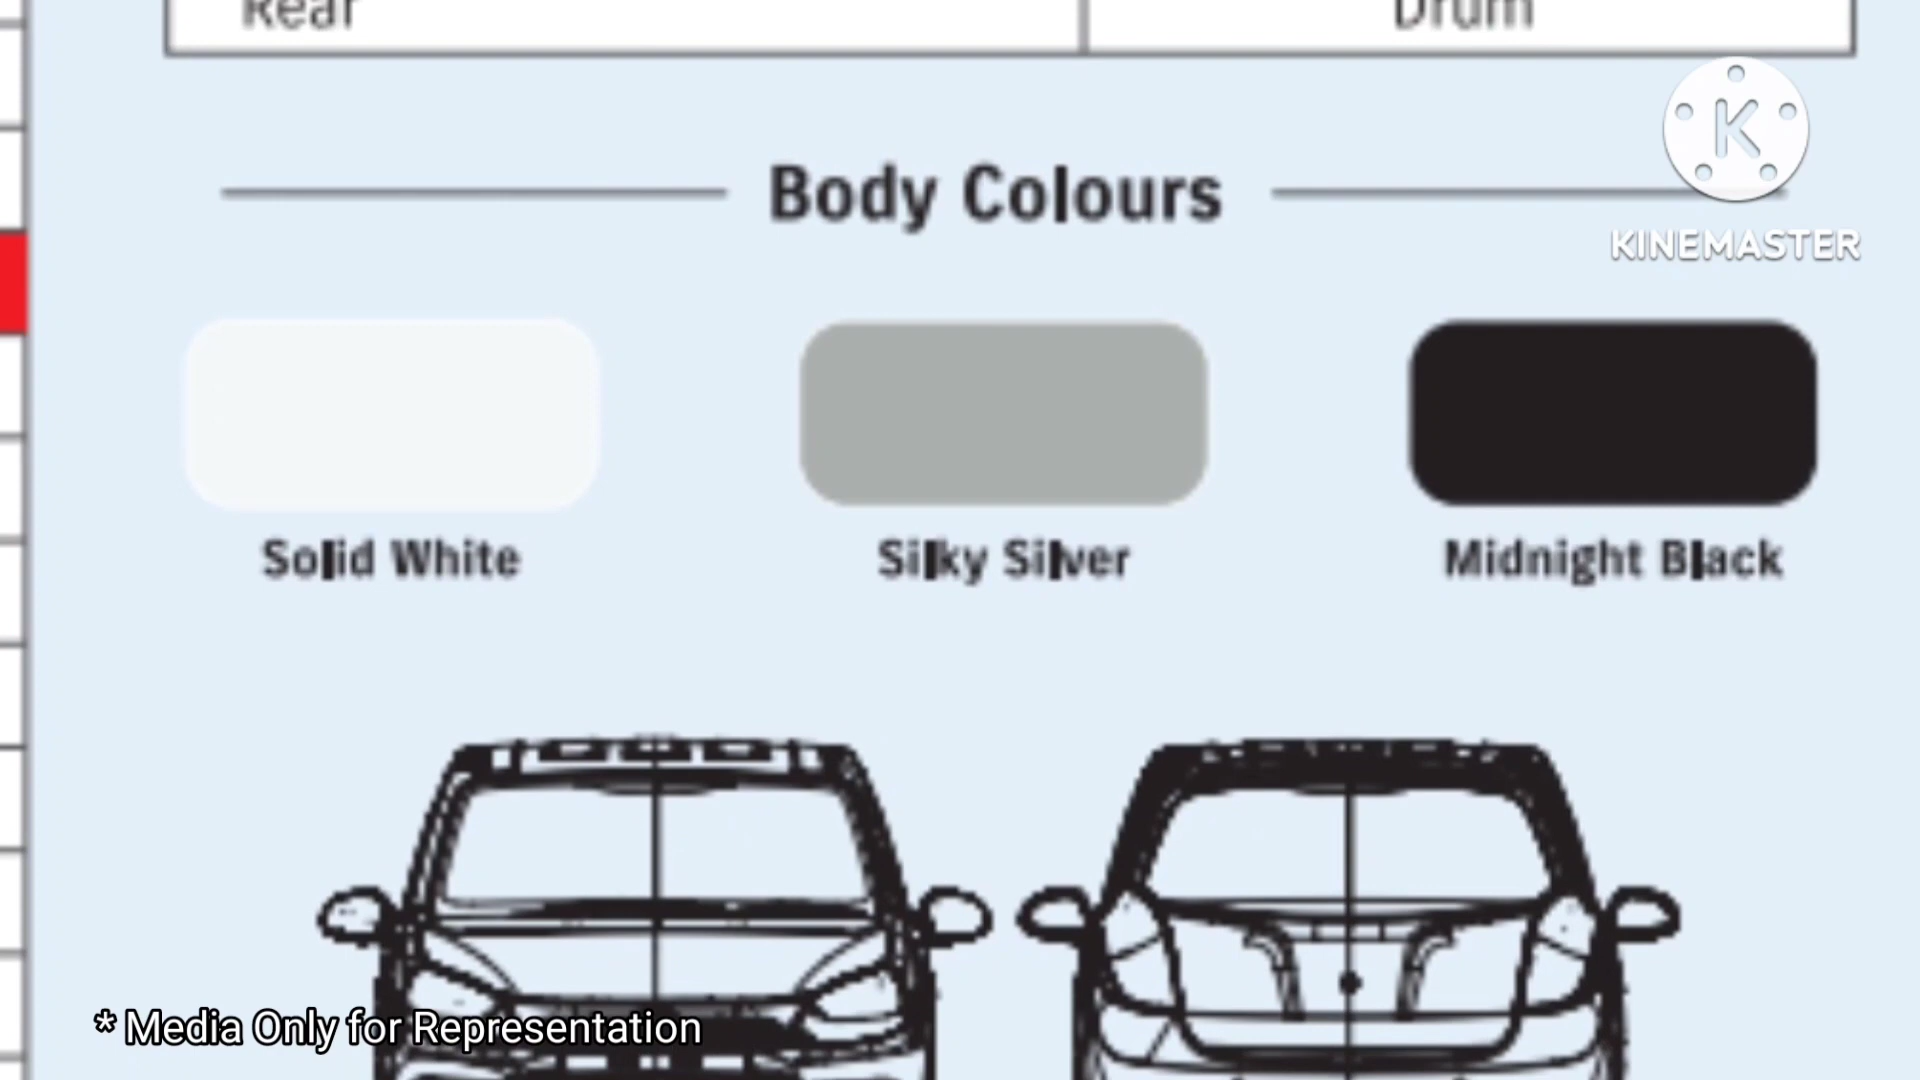 Rear Drum
Body Colours
K
KINEMASTER
Solid White Silky Silver Midnight Black
* Media Only for Representation